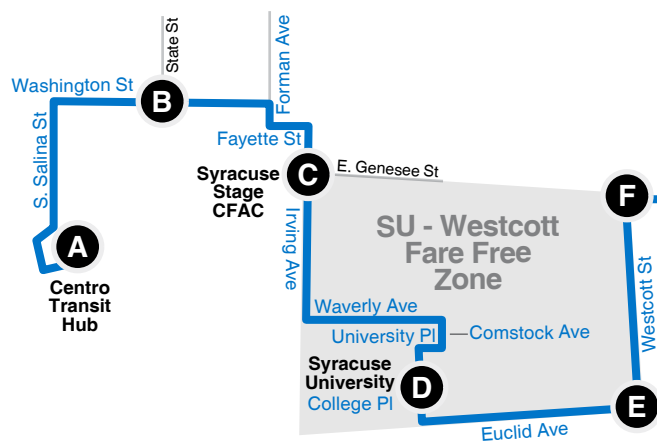 State St
Forman Ave
Washington St
B
Fayette St
S. Salina St
E. Genesee St
Syracuse
Stage
CFAC
C
F
SU - Westcott
Fare Free
Zone
Irving Ave
A
Centro
Transit
Hub
Westcott St
Waverly Ave
University Pl
Comstock Ave
Syracuse
University
D
College Pl
E
Euclid Ave